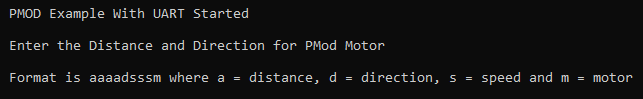 PMOD Example With UART Started
Enter the Distance and Direction for PMod Motor
Format is aaaadsssm where a = distance, d = direction, s = speed and m = motor